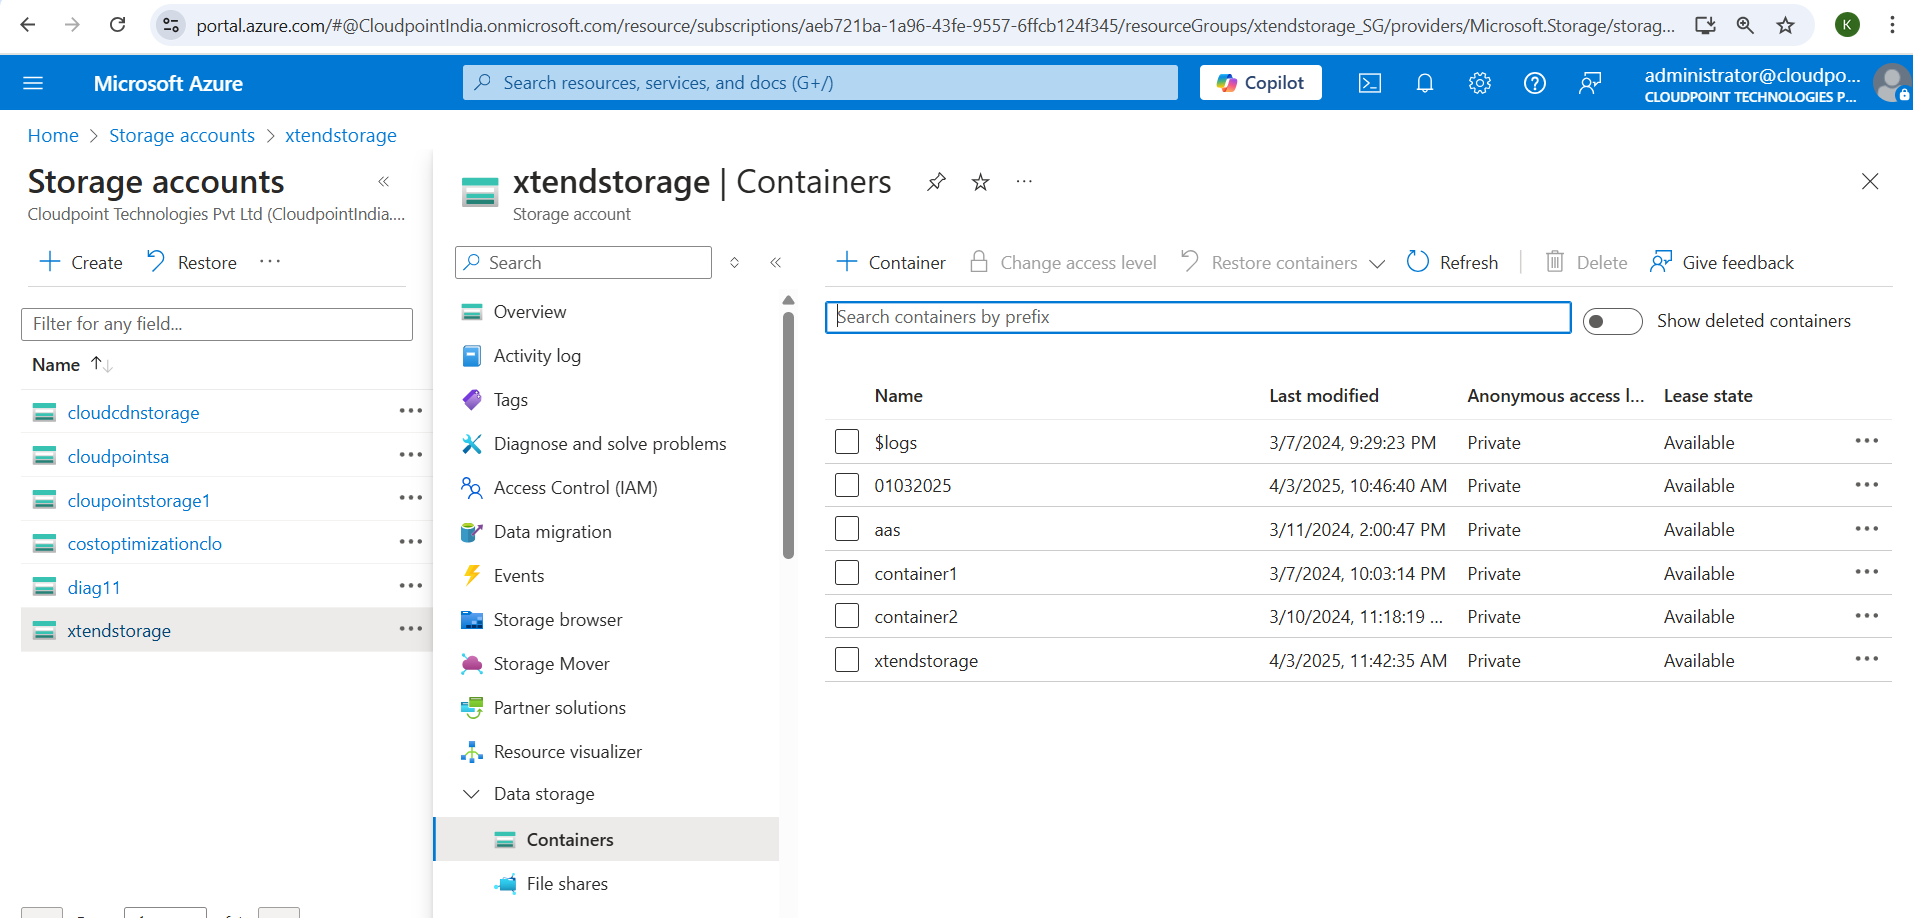 portal.azure.com/#@CloudpointIndia.onmicrosoft.com/resource/subscriptions/aeb721ba-1a96-43fe-9557-6ffcb124f345/resourceGroups/xtendstorage_SG/providers/Microsoft.Storage/storag...
K
Microsoft Azure
Search resources, services, and docs (G+/)
Copilot
administrator@cloudpo...
CLOUDPOINT TECHNOLOGIES P...
Home > Storage accounts > xtendstorage
Storage accounts
Cloudpoint Technologies Pvt Ltd (CloudpointIndia....
Create
Restore
Filter for any field...
Name
cloudcdnstorage
cloudpointsa
cloupointstorage1
costoptimizationclo
diag11
xtendstorage
xtendstorage | Containers
Storage account
Search
Overview
Activity log
Tags
Diagnose and solve problems
Access Control (IAM)
Data migration
Events
Storage browser
Storage Mover
Partner solutions
Resource visualizer
Data storage
Containers
File shares
Container
Change access level
Restore containers
Refresh
Delete
Give feedback
Search containers by prefix
Show deleted containers
Name Last modified Anonymous access l... Lease state
$logs 3/7/2024, 9:29:23 PM Private Available
01032025 4/3/2025, 10:46:40 AM Private Available
aas 3/11/2024, 2:00:47 PM Private Available
container1 3/7/2024, 10:03:14 PM Private Available
container2 3/10/2024, 11:18:19 ... Private Available
xtendstorage 4/3/2025, 11:42:35 AM Private Available